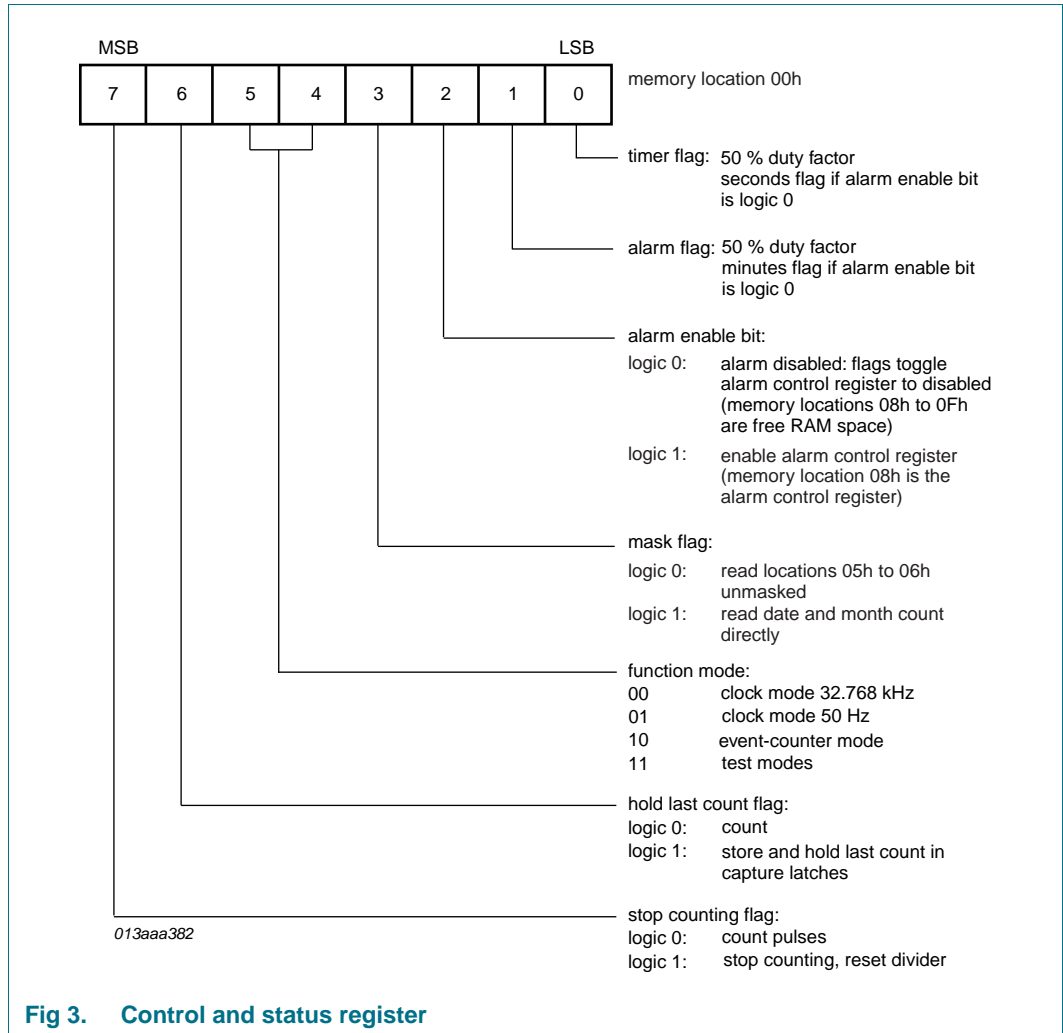 MSB LSB
7 6 5 4 3 2 1 0
memory location 00h
timer flag: 50 % duty factor
seconds flag if alarm enable bit
is logic 0
alarm flag: 50 % duty factor
minutes flag if alarm enable bit
is logic 0
alarm enable bit:
logic 0: alarm disabled: flags toggle
alarm control register to disabled
(memory locations 08h to 0Fh
are free RAM space)
logic 1: enable alarm control register
(memory location 08h is the
alarm control register)
mask flag:
logic 0: read locations 05h to 06h
unmasked
logic 1: read date and month count
directly
function mode:
00 clock mode 32.768 kHz
01 clock mode 50 Hz
10 event-counter mode
11 test modes
hold last count flag:
logic 0: count
logic 1: store and hold last count in
capture latches
stop counting flag:
logic 0: count pulses
logic 1: stop counting, reset divider
013aaa382
Fig 3. Control and status register